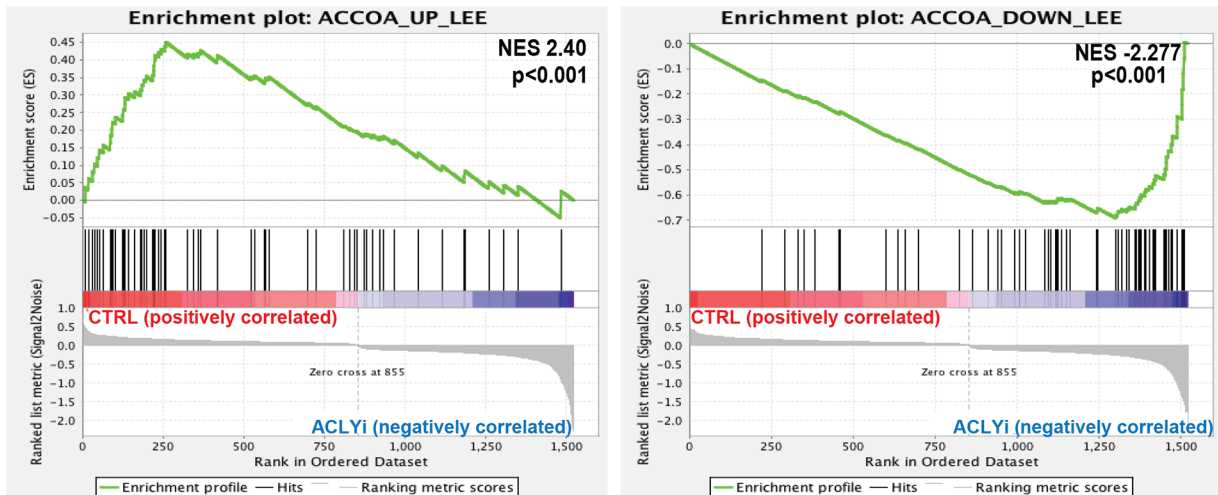 Enrichment plot: ACCOA_UP_LEE
NES 2.40
p<0.001
Enrichment score (ES)
0.45
0.40
0.35
0.30
0.25
0.20
0.15
0.10
0.05
0.00
-0.05
CTRL (positively correlated)
Ranked list metric (Signal2Noise)
1.0
0.5
0.0
-0.5
-1.0
-1.5
-2.0
Zero cross at 855
ACLYi (negatively correlated)
0 250 500 750 1,000 1,250 1,500
Rank in Ordered Dataset
Enrichment profile Hits Ranking metric scores
Enrichment plot: ACCOA_DOWN_LEE
NES -2.277
p<0.001
Enrichment score (ES)
0.0
-0.1
-0.2
-0.3
-0.4
-0.5
-0.6
-0.7
CTRL (positively correlated)
Ranked list metric (Signal2Noise)
1.0
0.5
0.0
-0.5
-1.0
-1.5
-2.0
Zero cross at 855
ACLYi (negatively correlated)
0 250 500 750 1,000 1,250 1,500
Rank in Ordered Dataset
Enrichment profile Hits Ranking metric scores